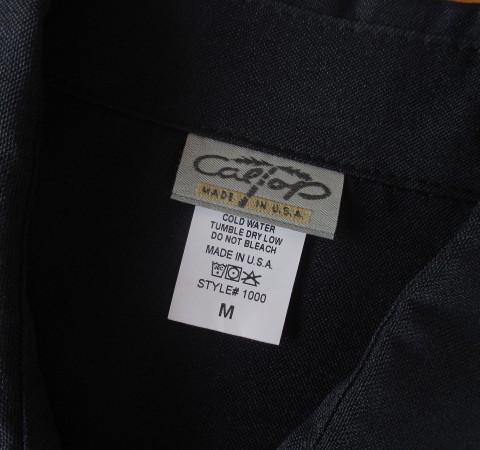 Caltop
MADE IN U.S.A.
COLD WATER
TUMBLE DRY LOW
DO NOT BLEACH
MADE IN U.S.A.
STYLE# 1000
M